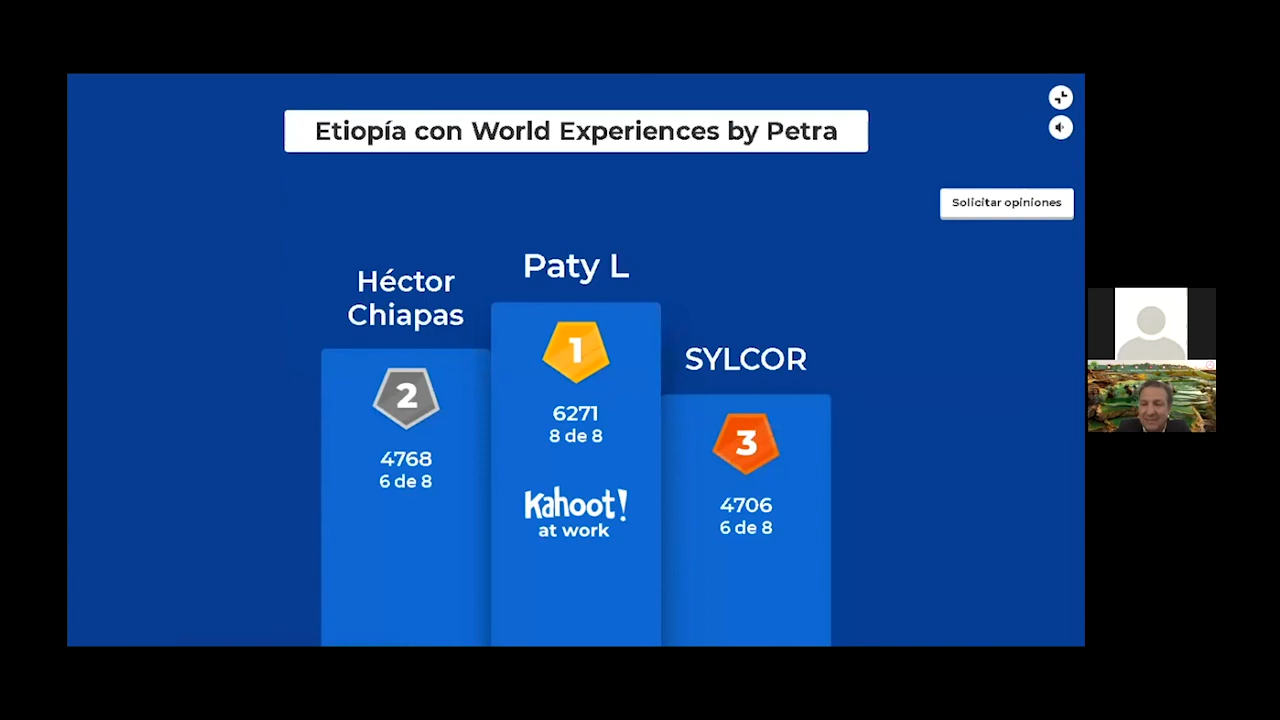 Etiopía con World Experiences by Petra
Solicitar opiniones
Paty L
Héctor
Chiapas
SYLCOR
1
6271
8 de 8
2
4768
6 de 8
3
4706
6 de 8
Kahoot!
at work